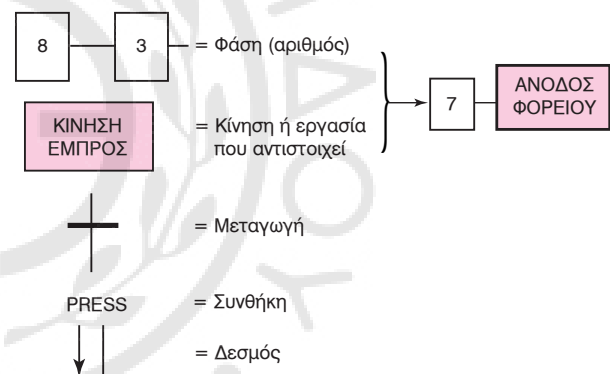 8 3 = Φάση (αριθμός)
ΚΙΝΗΣΗ
ΕΜΠΡΟΣ
= Κίνηση ή εργασία
που αντιστοιχεί
7
ΑΝΟΔΟΣ
ΦΟΡΕΙΟΥ
= Μεταγωγή
PRESS = Συνθήκη
= Δεσμός